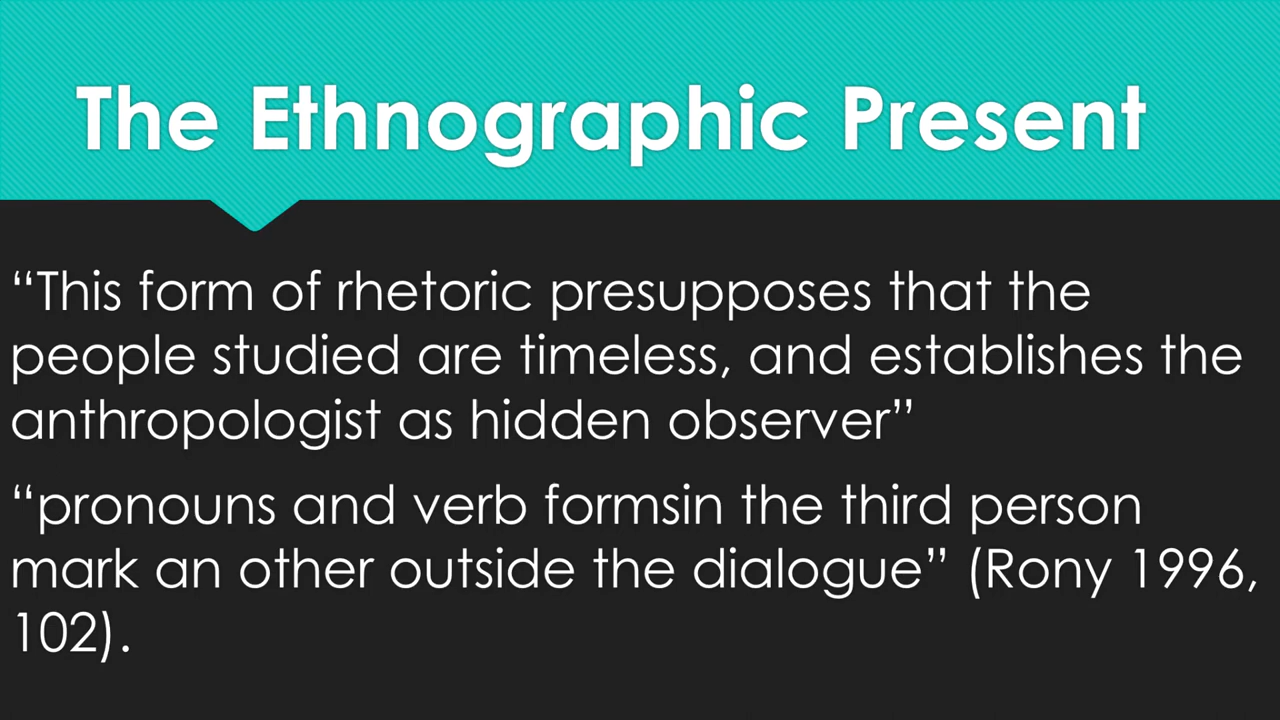 The Ethnographic Present
“This form of rhetoric presupposes that the
people studied are timeless, and establishes the
anthropologist as hidden observer”
“pronouns and verb formsin the third person
mark an other outside the dialogue” (Rony 1996,
102).